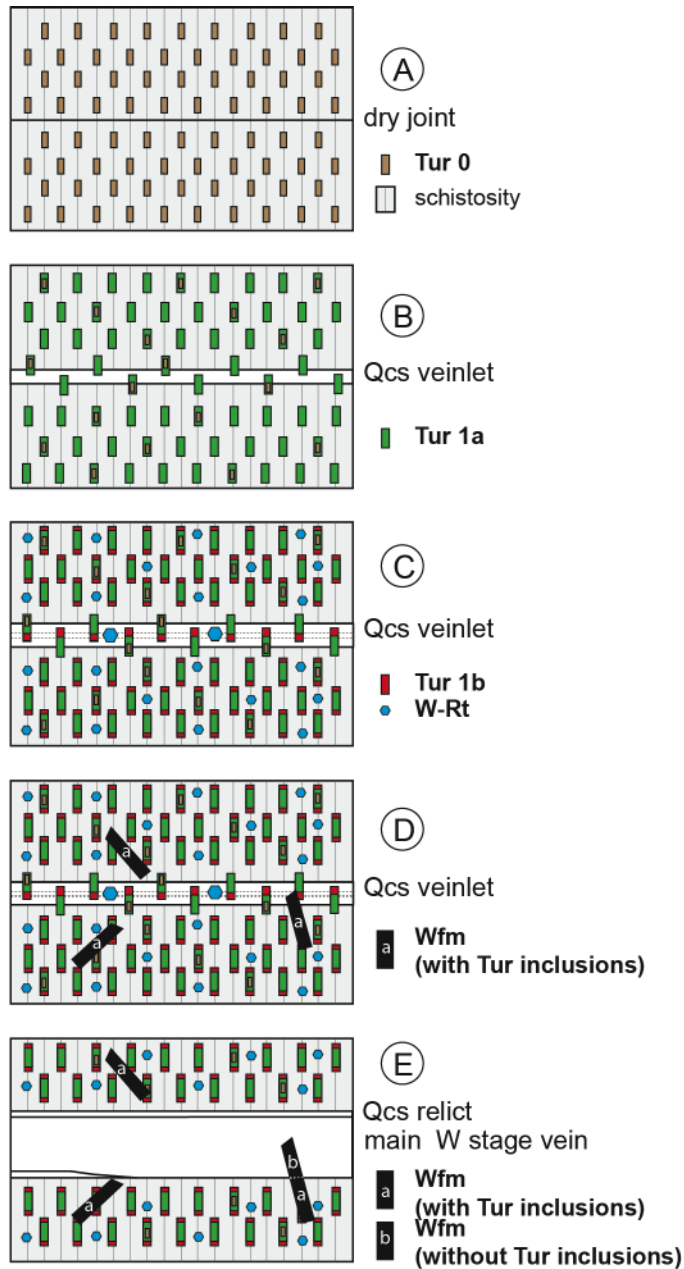 A
dry joint
Tur 0
schistosity
B
Qcs veinlet
Tur 1a
C
Qcs veinlet
Tur 1b
W-Rt
a
a
a
D
Qcs veinlet
a
Wfm
(with Tur inclusions)
a
b
a
a
E
Qcs relict
main W stage vein
a
Wfm
(with Tur inclusions)
b
Wfm
(without Tur inclusions)